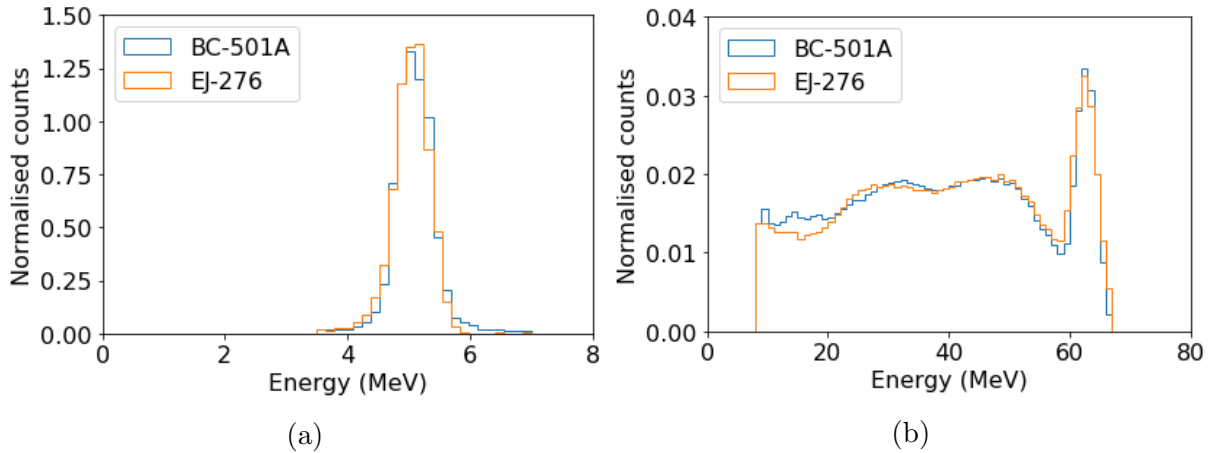 1.50
1.25
1.00
0.75
0.50
0.25
0.00
Normalised counts
BC-501A
EJ-276
0 2 4 6 8
Energy (MeV)
(a)
0.04
0.03
0.02
0.01
0.00
Normalised counts
BC-501A
EJ-276
0 20 40 60 80
Energy (MeV)
(b)